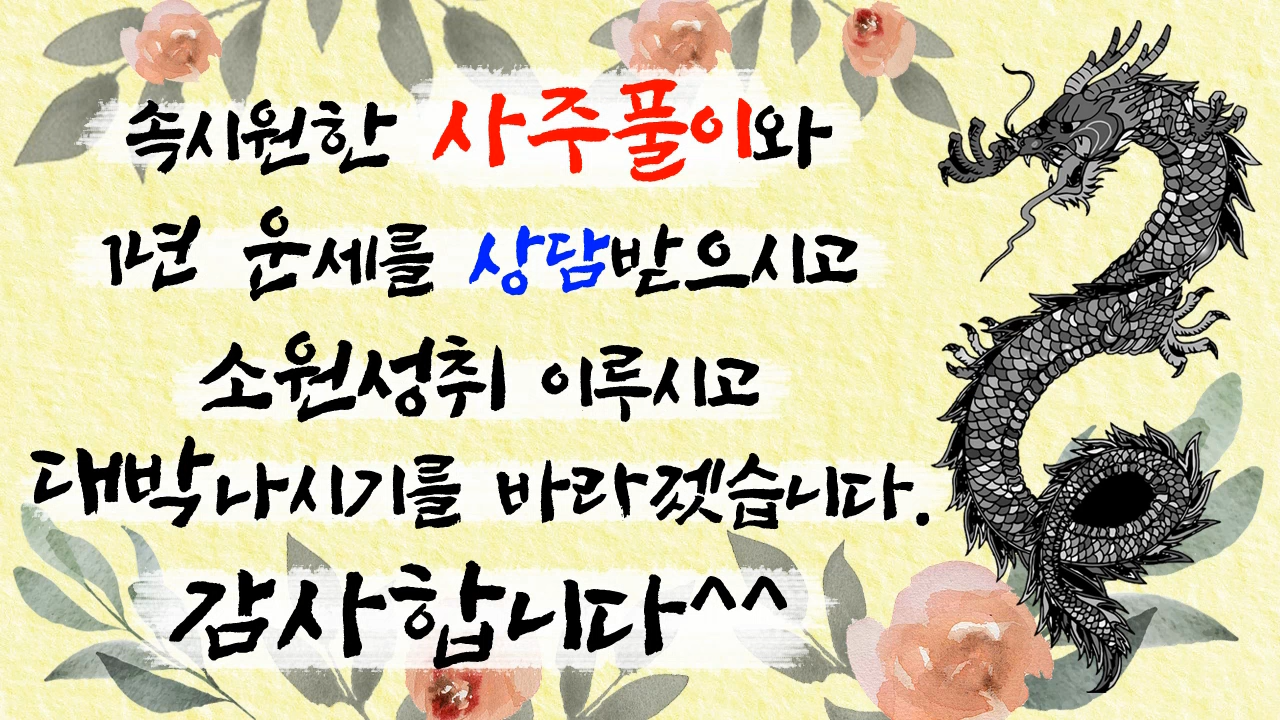 속시원한 사주풀이와
1년 운세를 상담받으시고
소원성취 이루시고
대박나시기를 바라겠습니다.
감사합니다^^